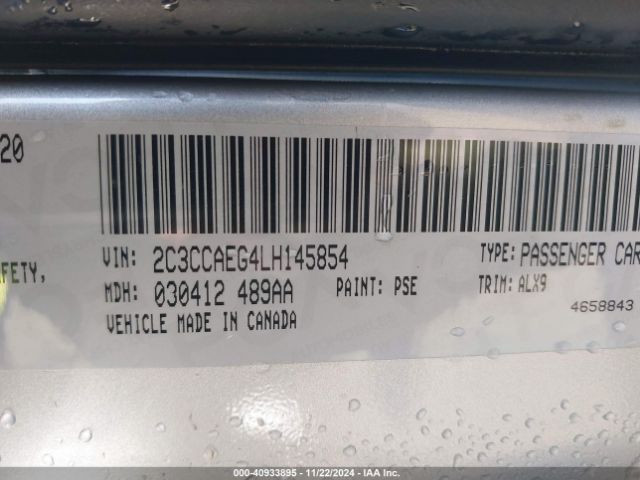 20
AFETY,
VIN: 2C3CCAEG4LH145854
TYPE: PASSENGER CAR
MDH: 030412 489AA
PAINT: PSE
TRIM: ALX9
VEHICLE MADE IN CANADA
4658843
000-40933895 - 11/22/2024 - IAA Inc.